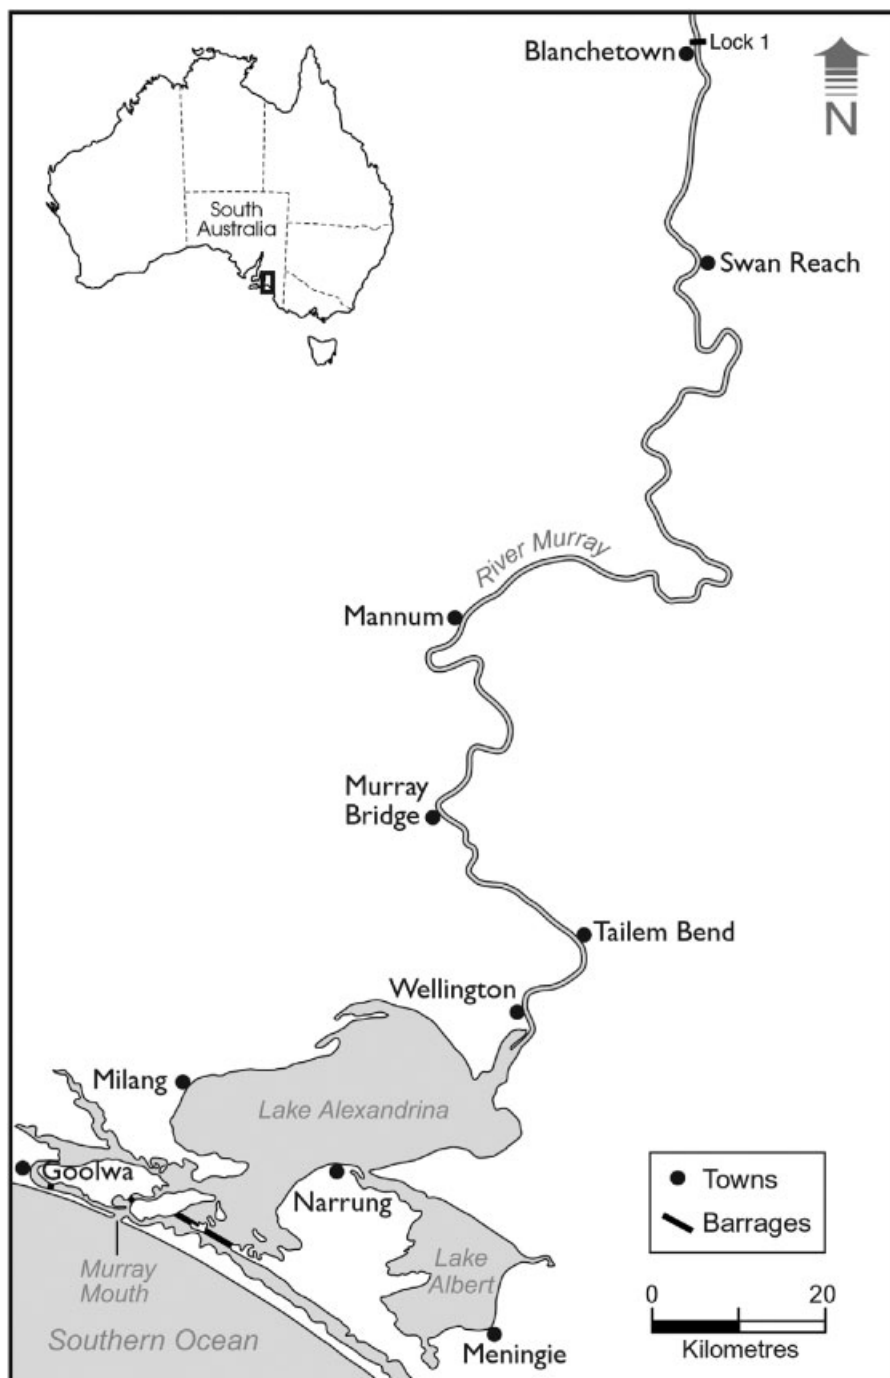 Blanchetown
Lock 1
N
South
Australia
Swan Reach
River Murray
Mannum
Murray
Bridge
Tailem Bend
Wellington
Milang
Lake Alexandrina
Goolwa
Narrung
Murray
Mouth
Lake
Albert
Southern Ocean
Meningie
Towns
Barrages
0 20
Kilometres